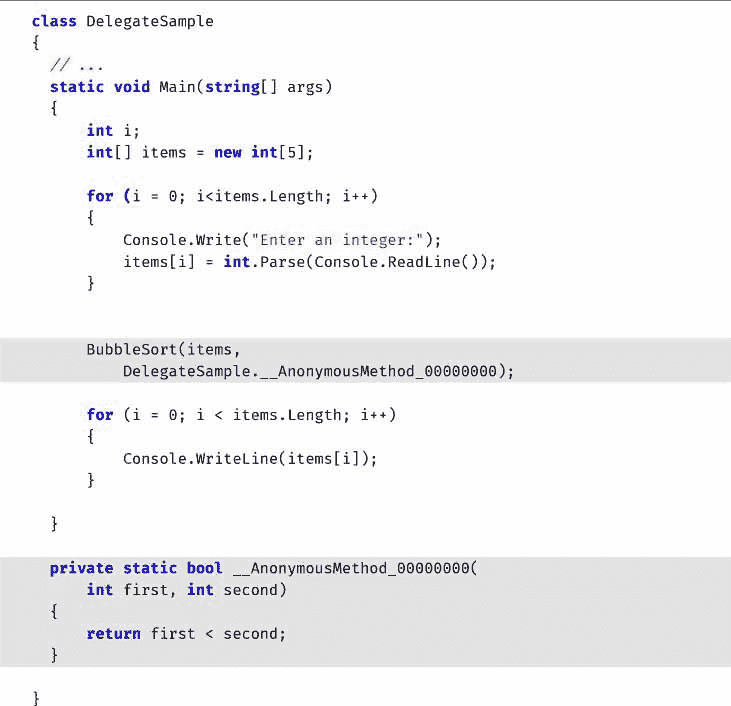 class DelegateSample
{
// ...
static void Main(string[] args)
{
int i;
int[] items = new int[5];
for (i = 0; i<items.Length; i++)
{
Console.Write("Enter an integer:");
items[i] = int.Parse(Console.ReadLine());
}
BubbleSort(items,
DelegateSample.__AnonymousMethod_00000000);
for (i = 0; i < items.Length; i++)
{
Console.WriteLine(items[i]);
}
}
private static bool __AnonymousMethod_00000000(
int first, int second)
{
return first < second;
}
}